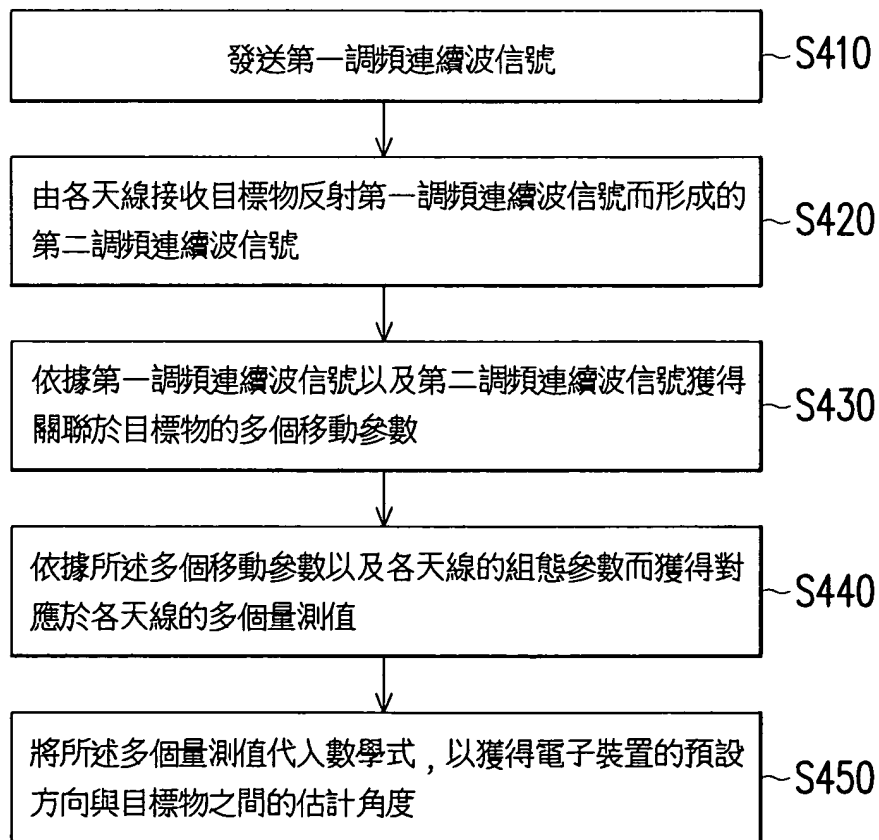 發送第一調頻連續波信號
S410
由各天線接收目標物反射第一調頻連續波信號而形成的
第二調頻連續波信號
S420
依據第一調頻連續波信號以及第二調頻連續波信號獲得
關聯於目標物的多個移動參數
S430
依據所述多個移動參數以及各天線的組態參數而獲得對
應於各天線的多個量測值
S440
將所述多個量測值代入數學式，以獲得電子裝置的預設
方向與目標物之間的估計角度
S450